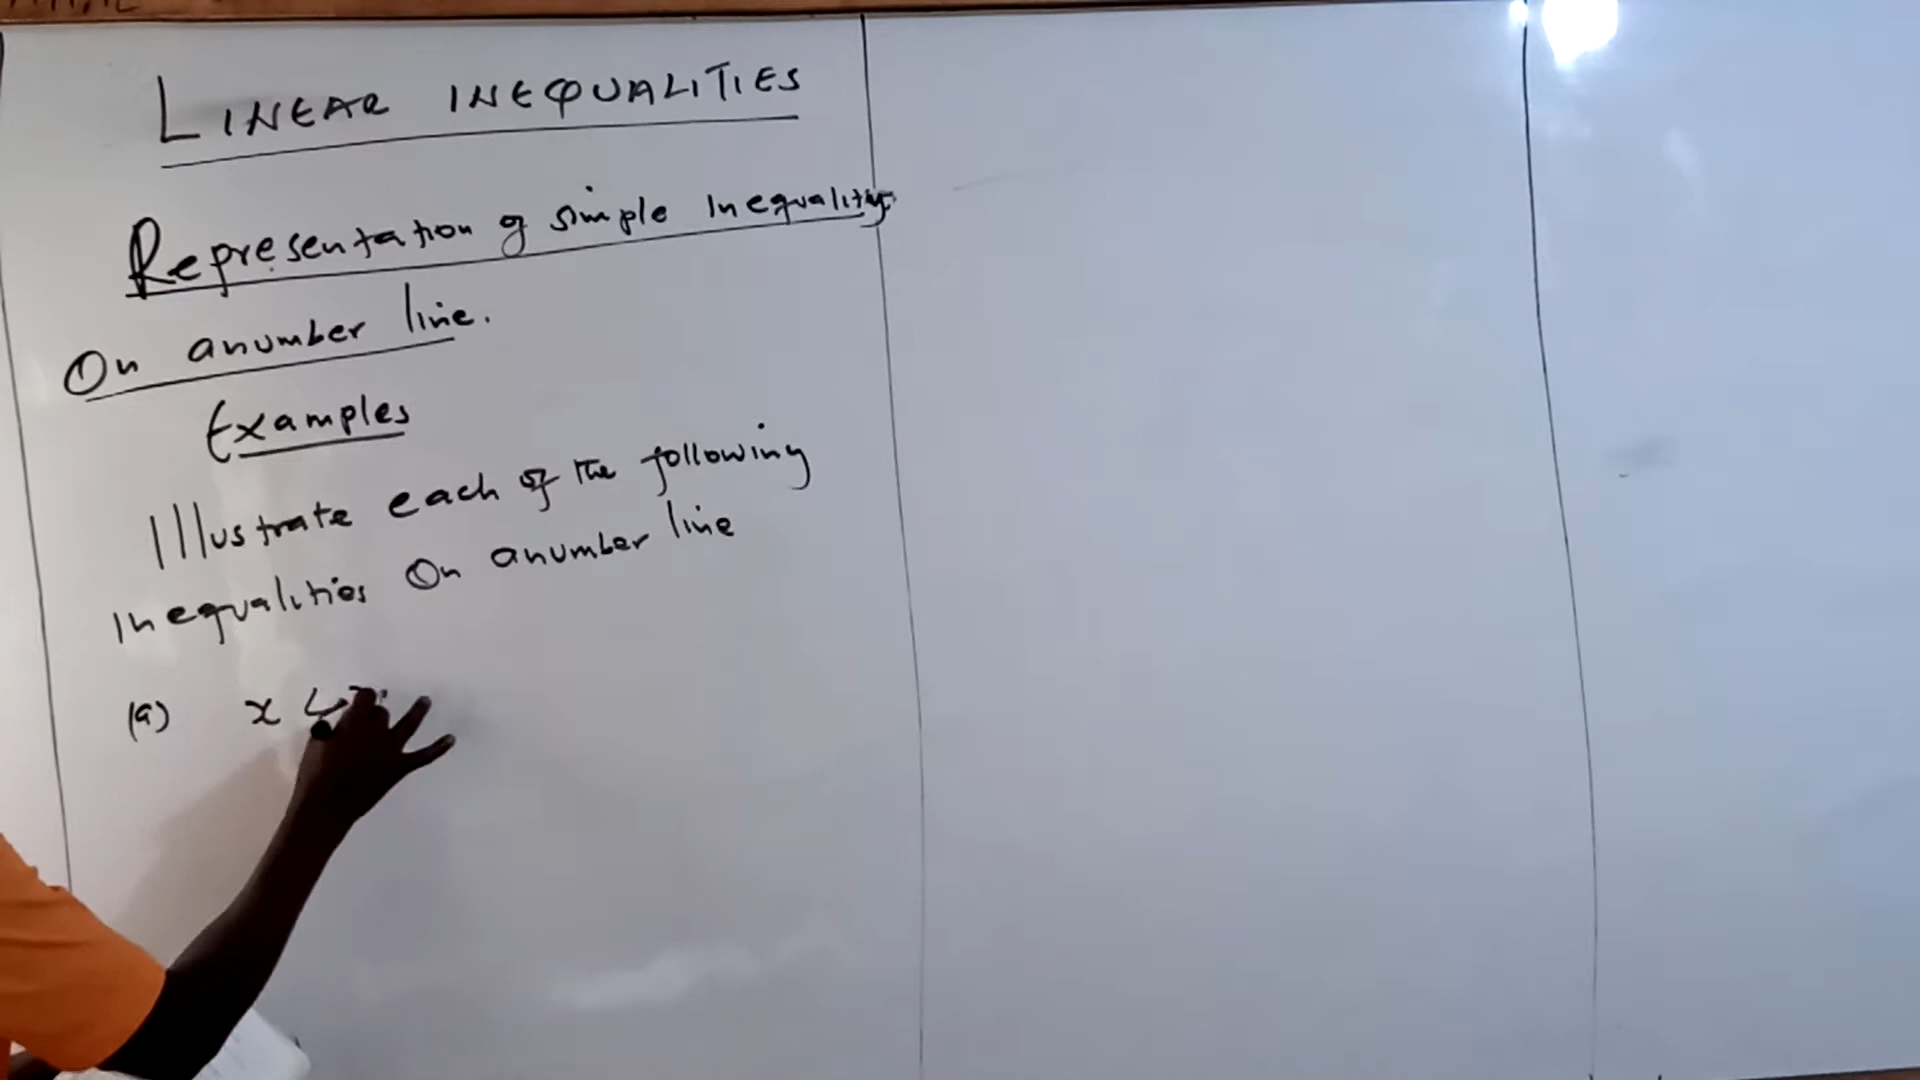 LINEAR INEQUALITIES
Representation of simple Inequality
On anumber line.
Examples
Illustrate each of the following
inequalities On anumber line
(a) x <